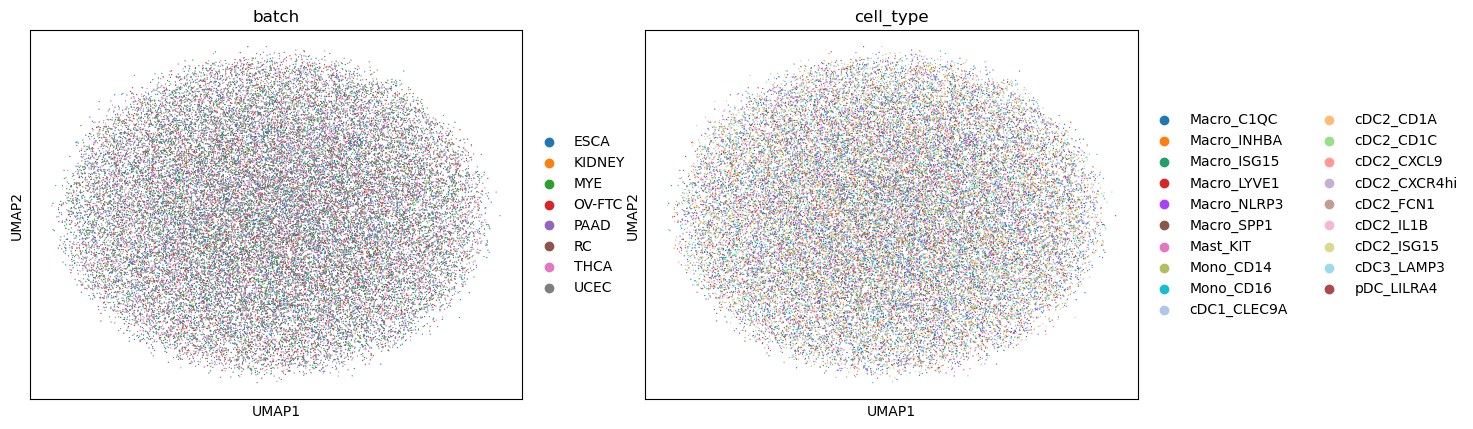 batch
UMAP2
UMAP1
ESCA
KIDNEY
MYE
OV-FTC
PAAD
RC
THCA
UCEC
cell_type
UMAP2
UMAP1
Macro_C1QC
Macro_INHBA
Macro_ISG15
Macro_LYVE1
Macro_NLRP3
Macro_SPP1
Mast_KIT
Mono_CD14
Mono_CD16
cDC1_CLEC9A
cDC2_CD1A
cDC2_CD1C
cDC2_CXCL9
cDC2_CXCR4hi
cDC2_FCN1
cDC2_IL1B
cDC2_ISG15
cDC3_LAMP3
pDC_LILRA4